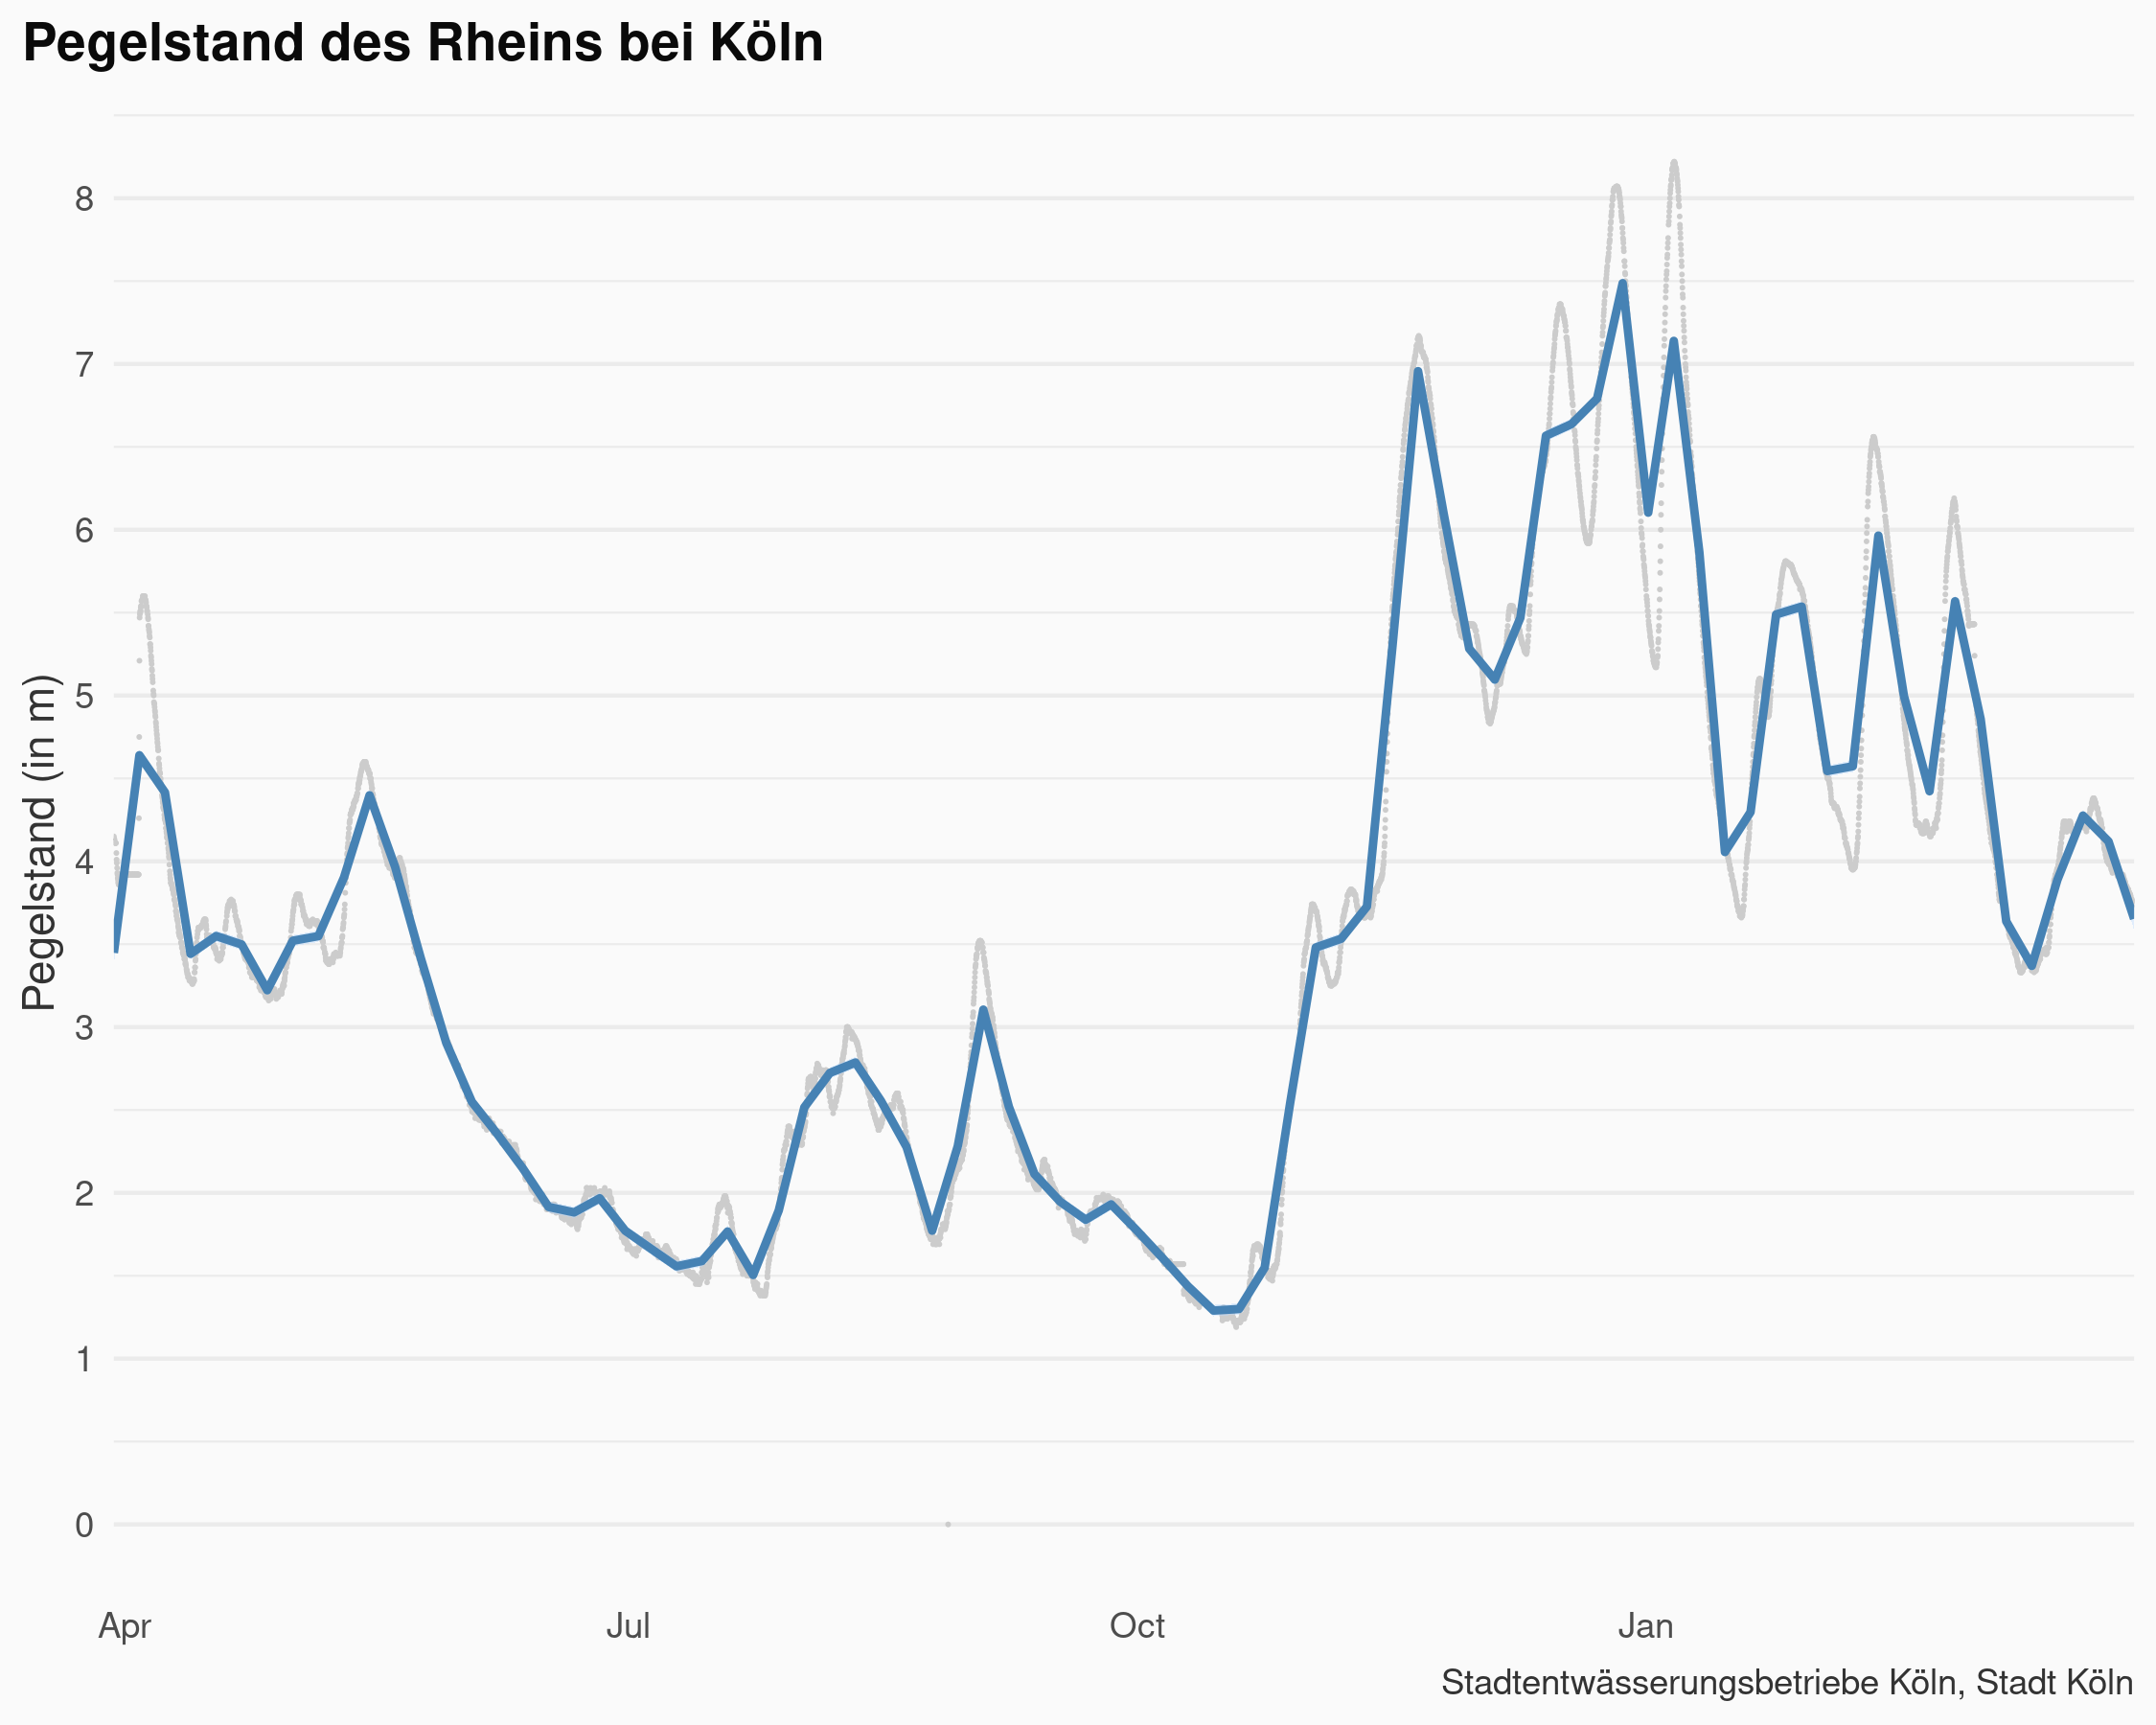 Pegelstand des Rheins bei Köln
Pegelstand (in m)
8
7
6
5
4
3
2
1
0
Apr Jul Oct Jan
Stadtentwässerungsbetriebe Köln, Stadt Köln